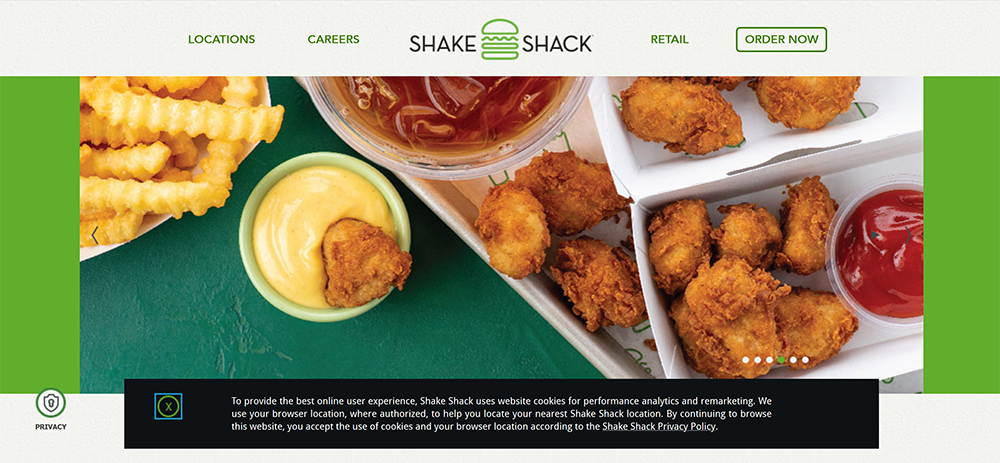 LOCATIONS CAREERS SHAKE SHACK RETAIL ORDER NOW
X
To provide the best online user experience, Shake Shack uses website cookies for performance analytics and remarketing. We
use your browser location, where authorized, to help you locate your nearest Shake Shack location. By continuing to browse
this website, you accept the use of cookies and your browser location according to the Shake Shack Privacy Policy.
PRIVACY